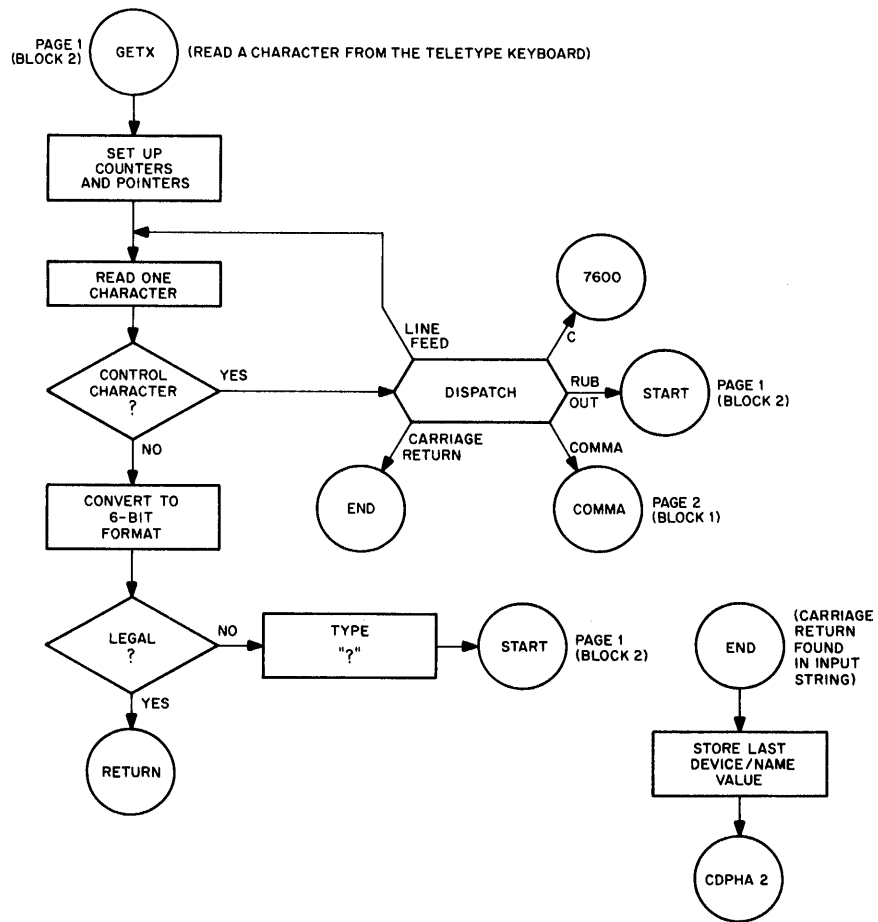 PAGE 1
(BLOCK 2)
GETX
(READ A CHARACTER FROM THE TELETYPE KEYBOARD)
SET UP
COUNTERS
AND POINTERS
READ ONE
CHARACTER
CONTROL
CHARACTER
?
YES
NO
LINE
FEED
7600
C
DISPATCH
RUB
OUT
START
PAGE 1
(BLOCK 2)
CARRIAGE
RETURN
COMMA
END
COMMA
PAGE 2
(BLOCK 1)
CONVERT TO
6-BIT
FORMAT
LEGAL
?
NO
YES
TYPE
"?"
START
PAGE 1
(BLOCK 2)
RETURN
END
(CARRIAGE
RETURN
FOUND
IN INPUT
STRING)
STORE LAST
DEVICE/NAME
VALUE
CDPHA 2